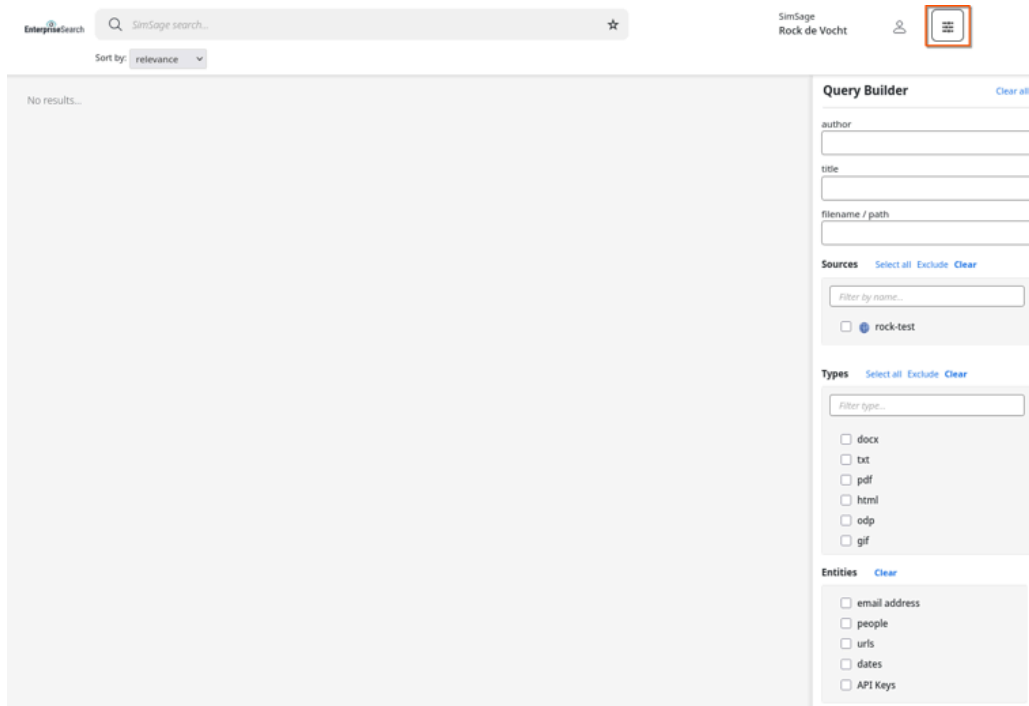 EnterpriseSearch
SimSage search...
SimSage
Rock de Vocht
Sort by: relevance
No results...
Query Builder Clear all
author
title
filename / path
Sources Select all Exclude Clear
Filter by name...
rock-test
Types Select all Exclude Clear
Filter type...
docx
txt
pdf
html
odp
gif
Entities Clear
email address
people
urls
dates
API Keys